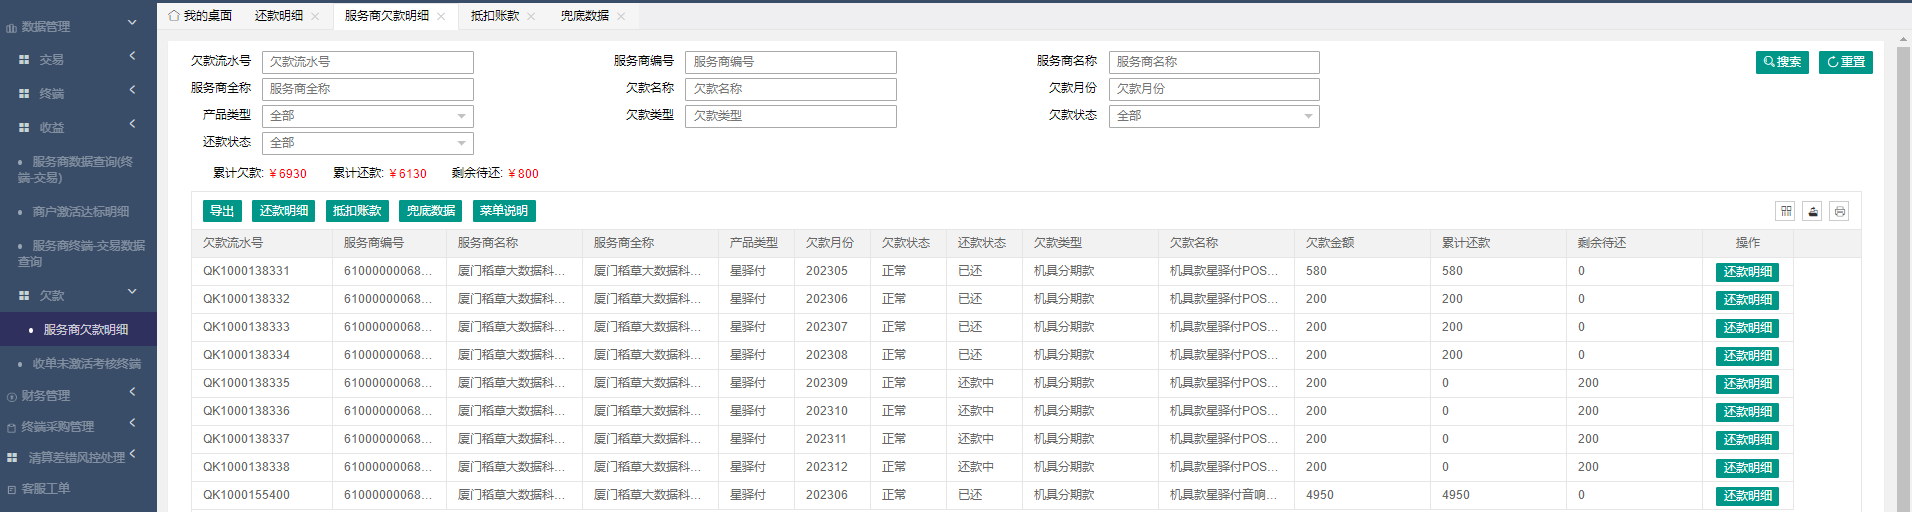 我的桌面 还款明细 服务商欠款明细 抵扣账款 兜底数据
数据管理
交易
终端
收益
服务商数据查询(终
端-交易)
商户激活达标明细
服务商终端-交易数据
查询
欠款
服务商欠款明细
收单未激活考核终端
财务管理
终端采购管理
清算差错风控处理
客服工单
欠款流水号 欠款流水号 服务商编号 服务商编号 服务商名称 服务商名称 搜索 重置
服务商全称 服务商全称 欠款名称 欠款名称 欠款月份 欠款月份
产品类型 全部 欠款类型 欠款类型 欠款状态 全部
还款状态 全部
累计欠款: ¥6930 累计还款: ¥6130 剩余待还: ¥800
导出 还款明细 抵扣账款 兜底数据 菜单说明
欠款流水号 服务商编号 服务商名称 服务商全称 产品类型 欠款月份 欠款状态 还款状态 欠款类型 欠款名称 欠款金额 累计还款 剩余待还 操作
QK1000138331 61000000068... 厦门稻草大数据科... 厦门稻草大数据科... 星驿付 202305 正常 已还 机具分期款 机具款星驿付POS... 580 580 0 还款明细
QK1000138332 61000000068... 厦门稻草大数据科... 厦门稻草大数据科... 星驿付 202306 正常 已还 机具分期款 机具款星驿付POS... 200 200 0 还款明细
QK1000138333 61000000068... 厦门稻草大数据科... 厦门稻草大数据科... 星驿付 202307 正常 已还 机具分期款 机具款星驿付POS... 200 200 0 还款明细
QK1000138334 61000000068... 厦门稻草大数据科... 厦门稻草大数据科... 星驿付 202308 正常 已还 机具分期款 机具款星驿付POS... 200 200 0 还款明细
QK1000138335 61000000068... 厦门稻草大数据科... 厦门稻草大数据科... 星驿付 202309 正常 还款中 机具分期款 机具款星驿付POS... 200 0 200 还款明细
QK1000138336 61000000068... 厦门稻草大数据科... 厦门稻草大数据科... 星驿付 202310 正常 还款中 机具分期款 机具款星驿付POS... 200 0 200 还款明细
QK1000138337 61000000068... 厦门稻草大数据科... 厦门稻草大数据科... 星驿付 202311 正常 还款中 机具分期款 机具款星驿付POS... 200 0 200 还款明细
QK1000138338 61000000068... 厦门稻草大数据科... 厦门稻草大数据科... 星驿付 202312 正常 还款中 机具分期款 机具款星驿付POS... 200 0 200 还款明细
QK1000155400 61000000068... 厦门稻草大数据科... 厦门稻草大数据科... 星驿付 202306 正常 已还 机具分期款 机具款星驿付音响... 4950 4950 0 还款明细